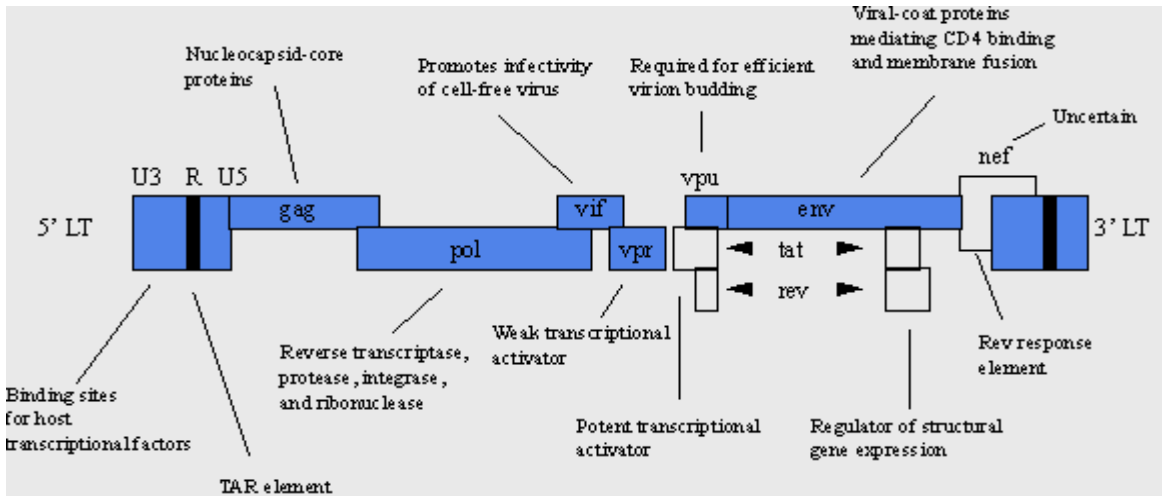 Viral-coat proteins
mediating CD4 binding
and membrane fusion
Nucleocapsid-core
proteins
Promotes infectivity
of cell-free virus
Required for efficient
virion budding
Uncertain
nef
U3 R U5
vpu
gag
vif
env
5' LT
3' LT
pol
vpr
tat
rev
Weak transcriptional
activator
Reverse transcriptase,
protease, integrase,
and ribonuclease
Rev response
element
Binding sites
for host
transcriptional factors
Potent transcriptional
activator
Regulator of structural
gene expression
TAR element